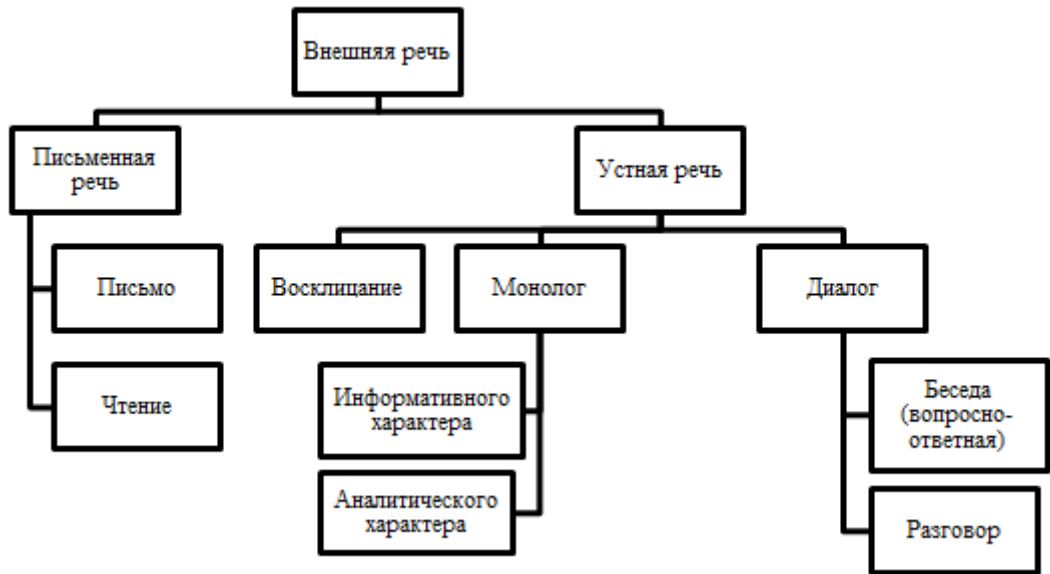 Внешняя речь
Письменная
речь
Устная речь
Письмо
Восклицание
Монолог
Диалог
Чтение
Информативного
характера
Беседа
(вопросно-
ответная)
Аналитического
характера
Разговор